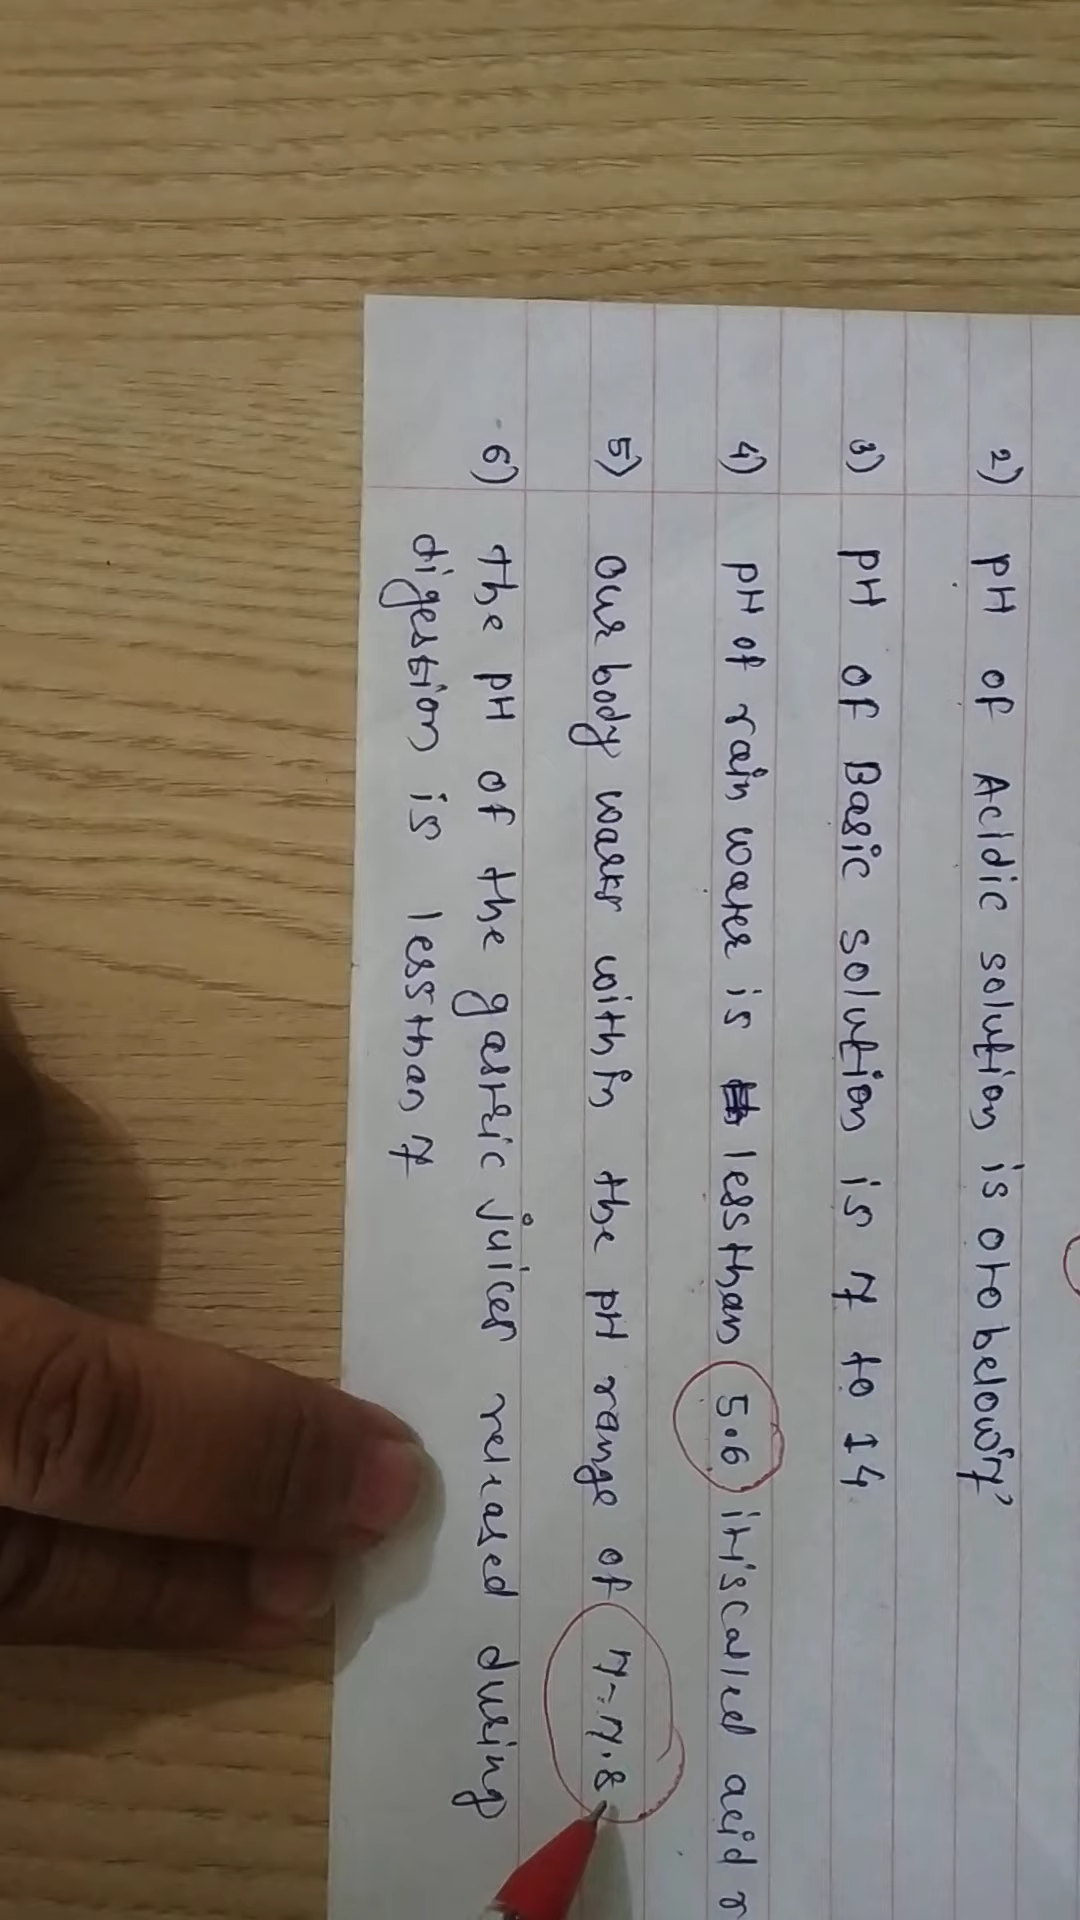 2) pH of Acidic solution is 0 to below '7'
3) pH of Basic solution is 7 to 14
4) pH of rain water is less than 5.6 it is called acid r
5) our body works within the pH range of 7-7.8
6) the pH of the gastric juices released during
digestion is less than 7